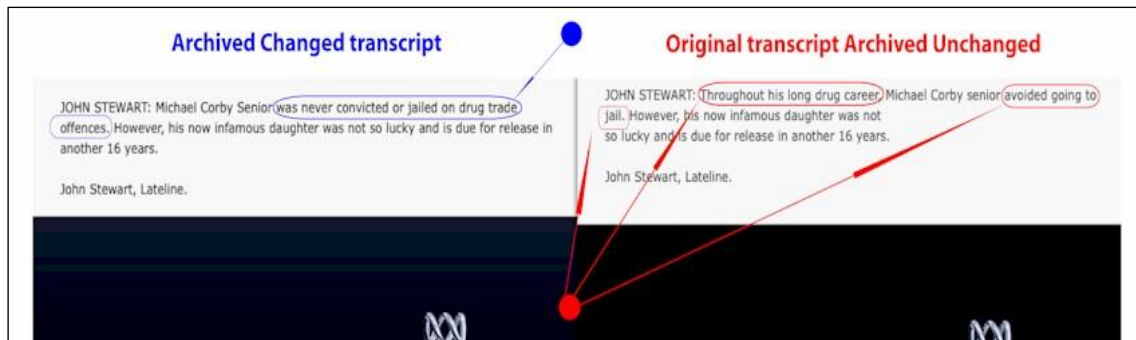 Archived Changed transcript
JOHN STEWART: Michael Corby Senior was never convicted or jailed on drug trade
offences. However, his now infamous daughter was not so lucky and is due for release in
another 16 years.
John Stewart, Lateline.
Original transcript Archived Unchanged
JOHN STEWART: Throughout his long drug career, Michael Corby senior avoided going to
jail. However, his now infamous daughter was not
so lucky and is due for release in another 16 years.
John Stewart, Lateline.